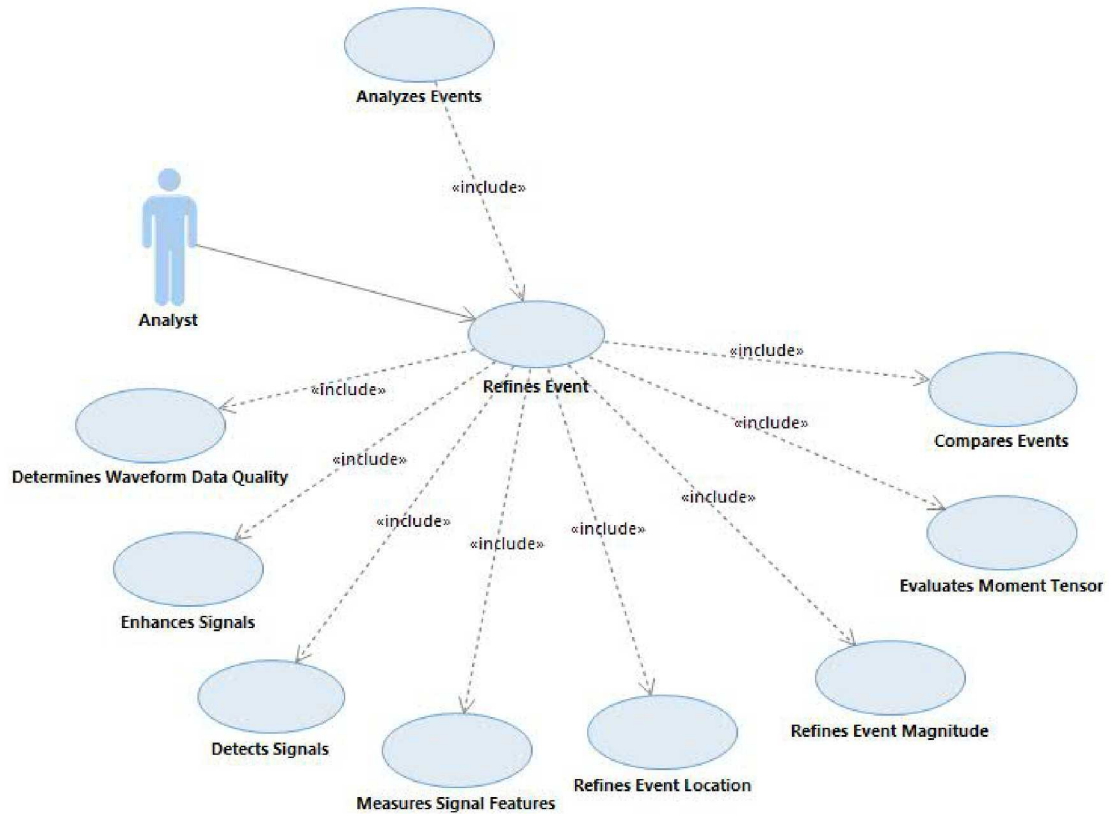 Analyzes Events
«include»
Analyst
Refines Event
«include»
Compares Events
«include»
Determines Waveform Data Quality
«include»
«include»
Evaluates Moment Tensor
«include»
Enhances Signals
«include»
«include»
«include»
«include»
Refines Event Magnitude
Detects Signals
Refines Event Location
Measures Signal Features